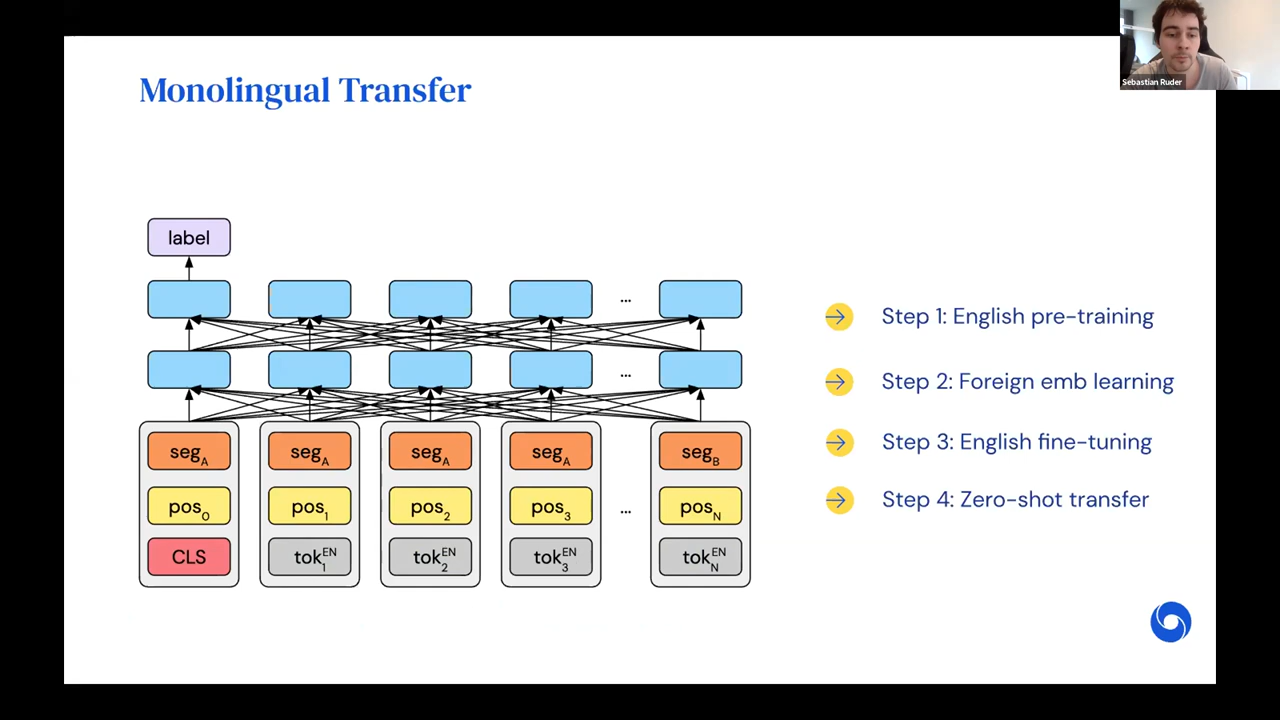 Sebastian Ruder
Monolingual Transfer
label
...
...
seg_A seg_A seg_A seg_A seg_B
pos_0 pos_1 pos_2 pos_3 ... pos_N
CLS tok_1^EN tok_2^EN tok_3^EN tok_N^EN
Step 1: English pre-training
Step 2: Foreign emb learning
Step 3: English fine-tuning
Step 4: Zero-shot transfer